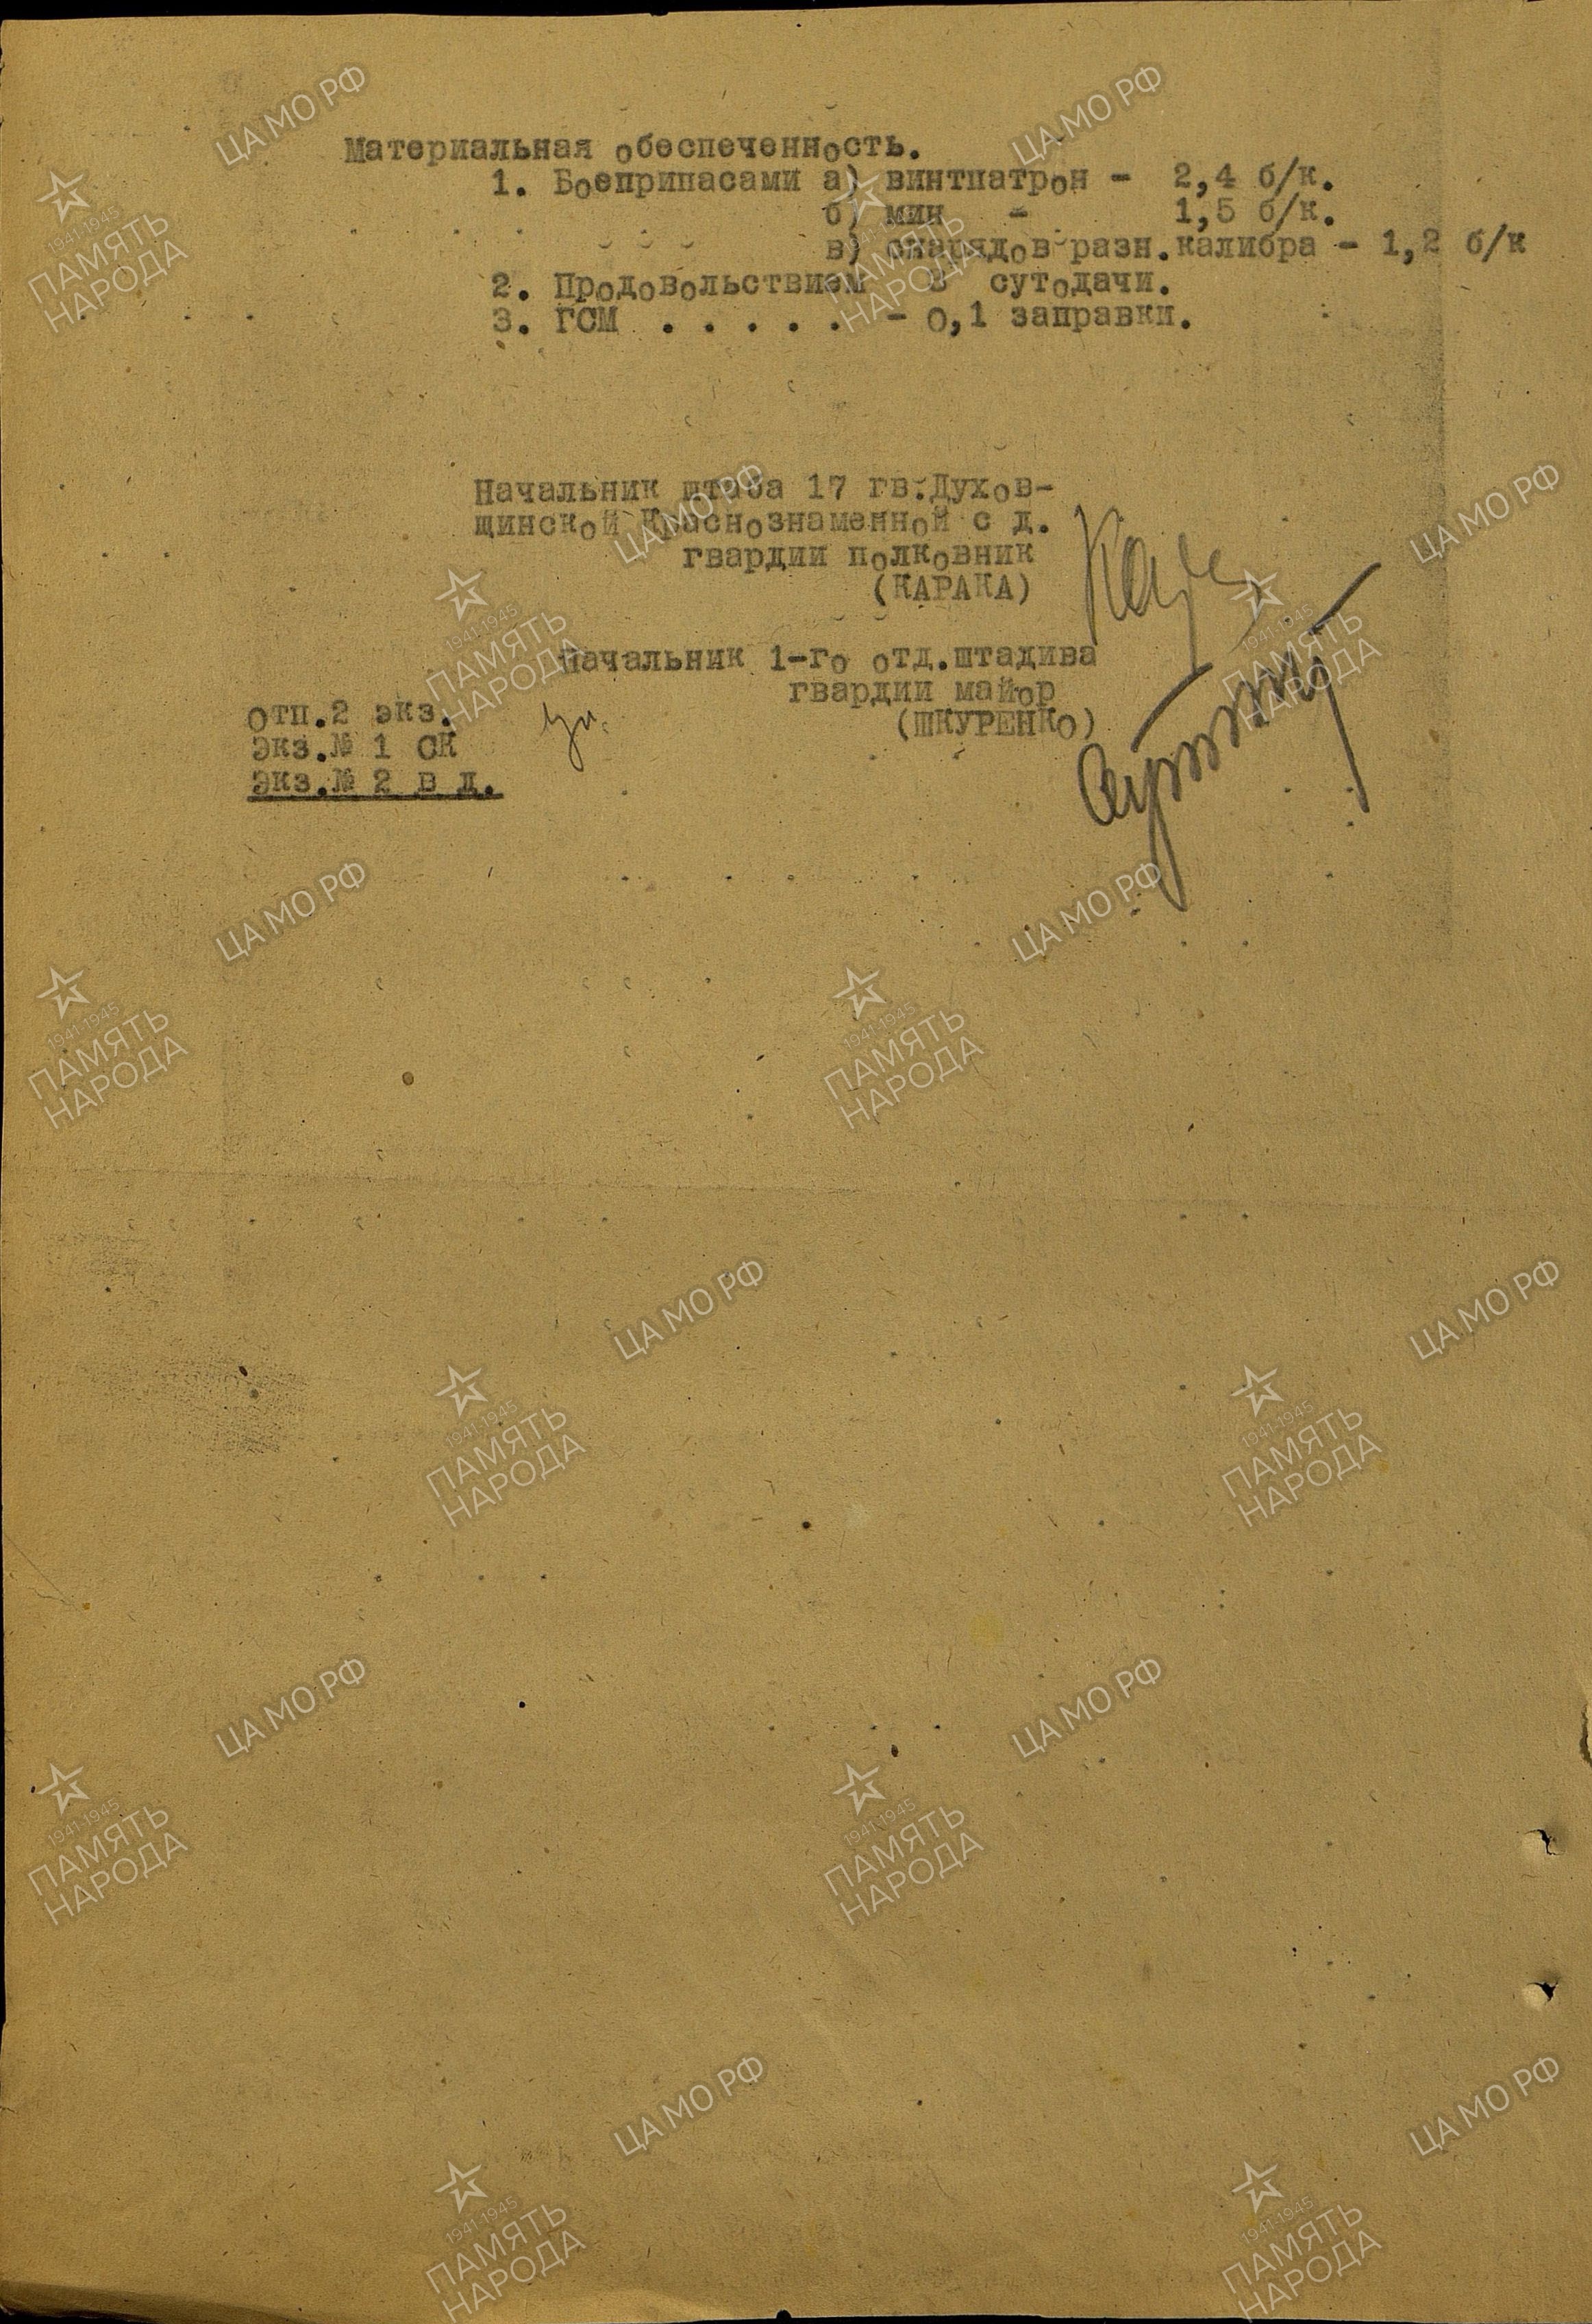 Материальная обеспеченность.
1. Боеприпасами а) винтпатрон - 2,4 б/к.
б) мин - 1,5 б/к.
в) снарядов разн.калибра - 1,2 б/к
2. Продовольствием сутодачи.
3. ГСМ . . . . . - 0,1 заправки.
Начальник штаба 17 гв.Духов-
щинской Краснознаменной с д.
гвардии полковник
(КАРАКА)
Начальник 1-го отд.штадива
гвардии майор
(ШКУРЕНКО)
отп.2 экз.
экз.№ 1 СК
экз.№ 2 в д.
ЦА МО РФ
1941-1945
ПАМЯТЬ
НАРОДА